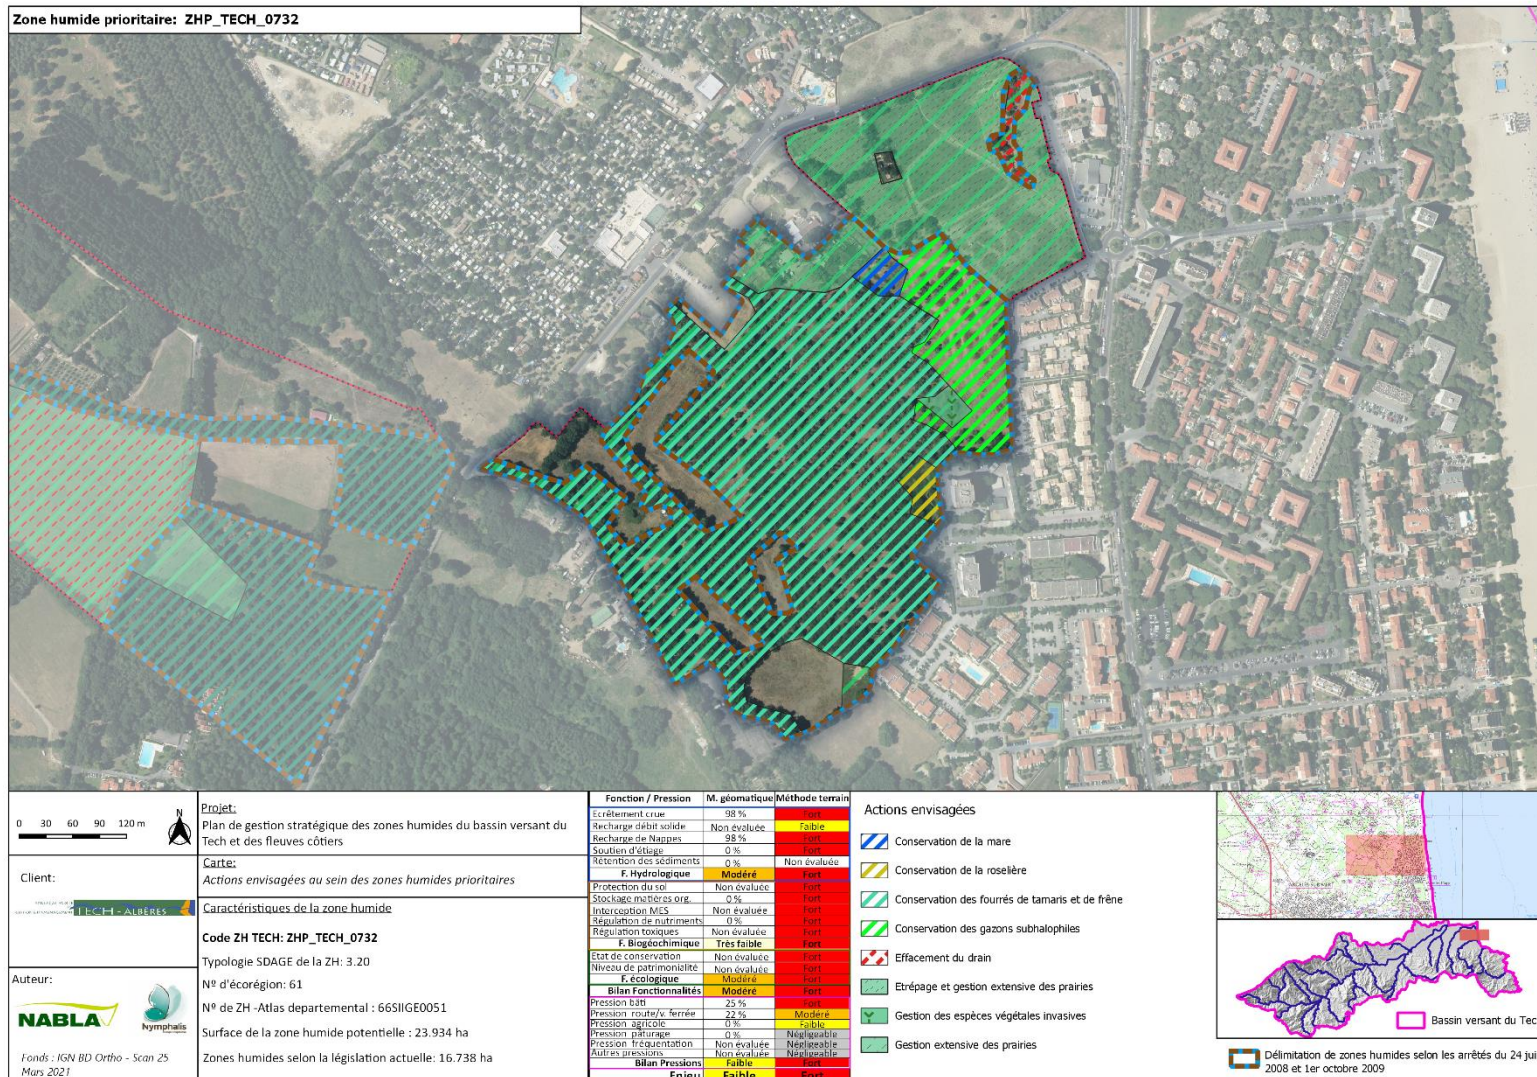 Zone humide prioritaire: ZHP_TECH_0732
0 30 60 90 120 m
N
Projet:
Plan de gestion stratégique des zones humides du bassin versant du
Tech et des fleuves côtiers
Client:
TECH - ALBÈRES
Carte:
Actions envisagées au sein des zones humides prioritaires
Caractéristiques de la zone humide
Code ZH TECH: ZHP_TECH_0732
Typologie SDAGE de la ZH: 3.20
N° d'écorégion: 61
N° de ZH -Atlas departemental : 66SIIGE0051
Surface de la zone humide potentielle : 23.934 ha
Zones humides selon la législation actuelle: 16.738 ha
Auteur:
NABLA
Nymphalis
Fonds : IGN BD Ortho - Scan 25
Mars 2021
Fonction / Pression M. géomatique Méthode terrain
Ecrêtement crue 98 % Fort
Recharge débit solide Non évaluée Faible
Recharge de Nappes 98 % Fort
Soutien d'étiage 0 % Fort
Rétention des sédiments 0 % Non évaluée
F. Hydrologique Modéré Fort
Protection du sol Non évaluée Fort
Stockage matières org. 0 % Fort
Interception MES Non évaluée Fort
Régulation de nutriments 0 % Fort
Régulation toxiques Non évaluée Fort
F. Biogéochimique Très faible Fort
Etat de conservation Non évaluée Fort
Niveau de patrimonialité Non évaluée Fort
F. écologique Modéré Fort
Bilan Fonctionnalités Modéré Fort
Pression bâti 25 % Fort
Pression route/v. ferrée 22 % Modéré
Pression agricole 0 % Faible
Pression pâturage 0 % Négligeable
Pression fréquentation Non évaluée Négligeable
Autres pressions Non évaluée Négligeable
Bilan Pressions Faible Fort
Enjeu Faible Fort
Actions envisagées
Conservation de la mare
Conservation de la roselière
Conservation des fourrés de tamaris et de frêne
Conservation des gazons subhalophiles
Effacement du drain
Etrépage et gestion extensive des prairies
Gestion des espèces végétales invasives
Gestion extensive des prairies
Bassin versant du Tec
Délimitation de zones humides selon les arrêtés du 24 jui
2008 et 1er octobre 2009